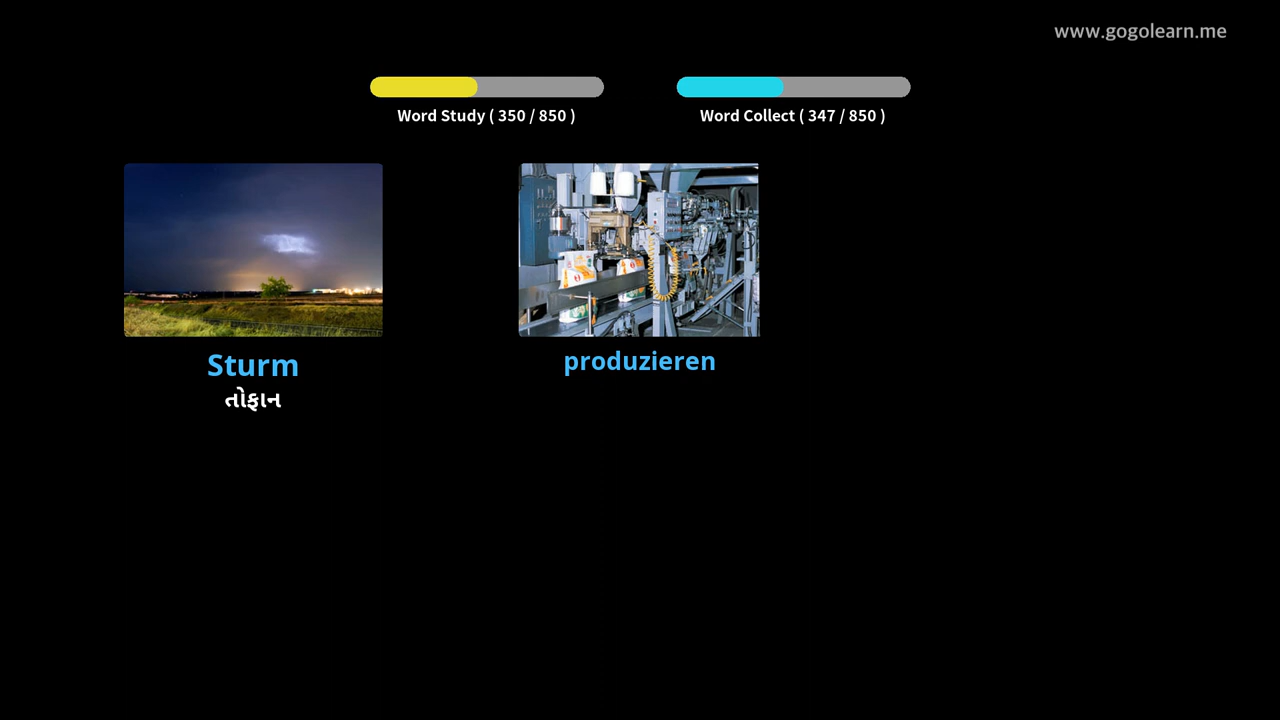 www.gogolearn.me
Word Study ( 350 / 850 )
Word Collect ( 347 / 850 )
Sturm
તોફાન
produzieren